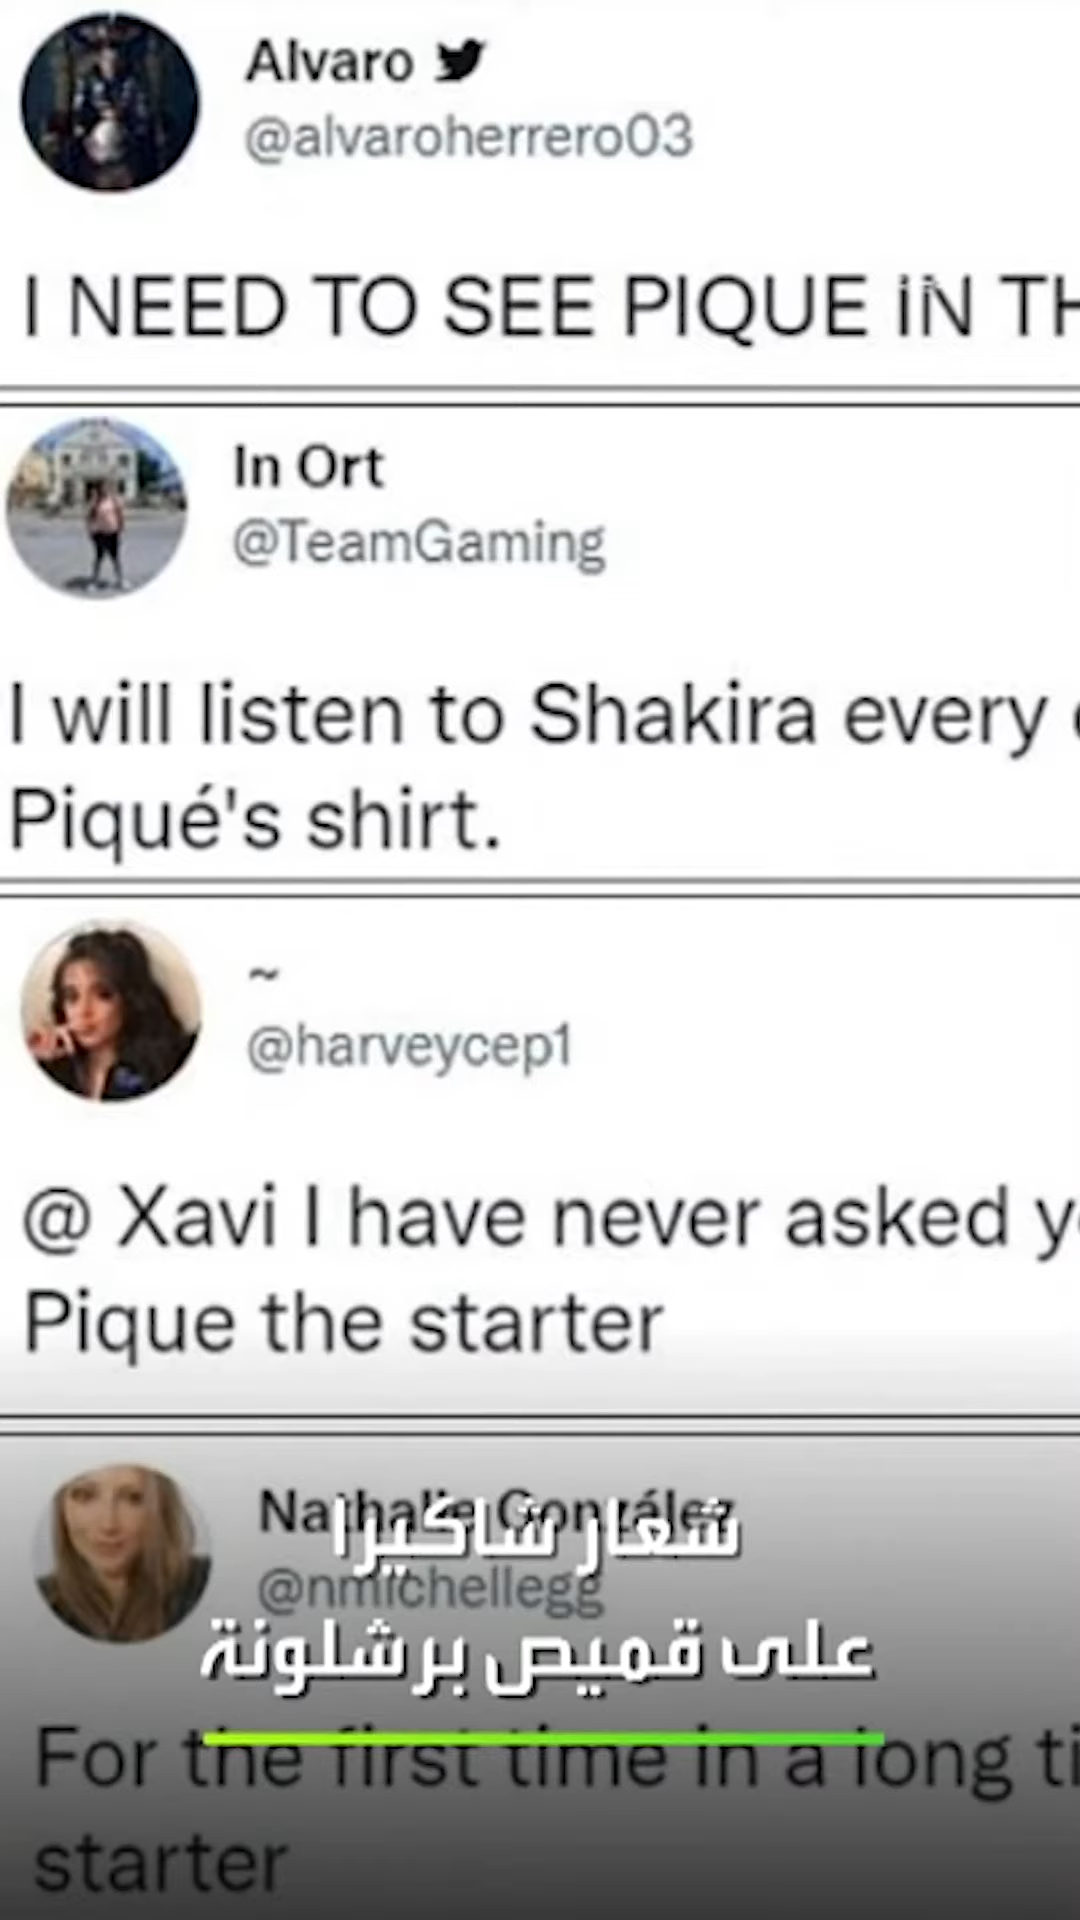 Alvaro
@alvaroherrero03
I NEED TO SEE PIQUE IN TH
In Ort
@TeamGaming
I will listen to Shakira every
Piqué's shirt.
~
@harveycep1
@ Xavi I have never asked
Pique the starter
Nathalie González
@nmichellegg
شعار شاكيرا
على قميص برشلونة
For the first time in a long ti
starter